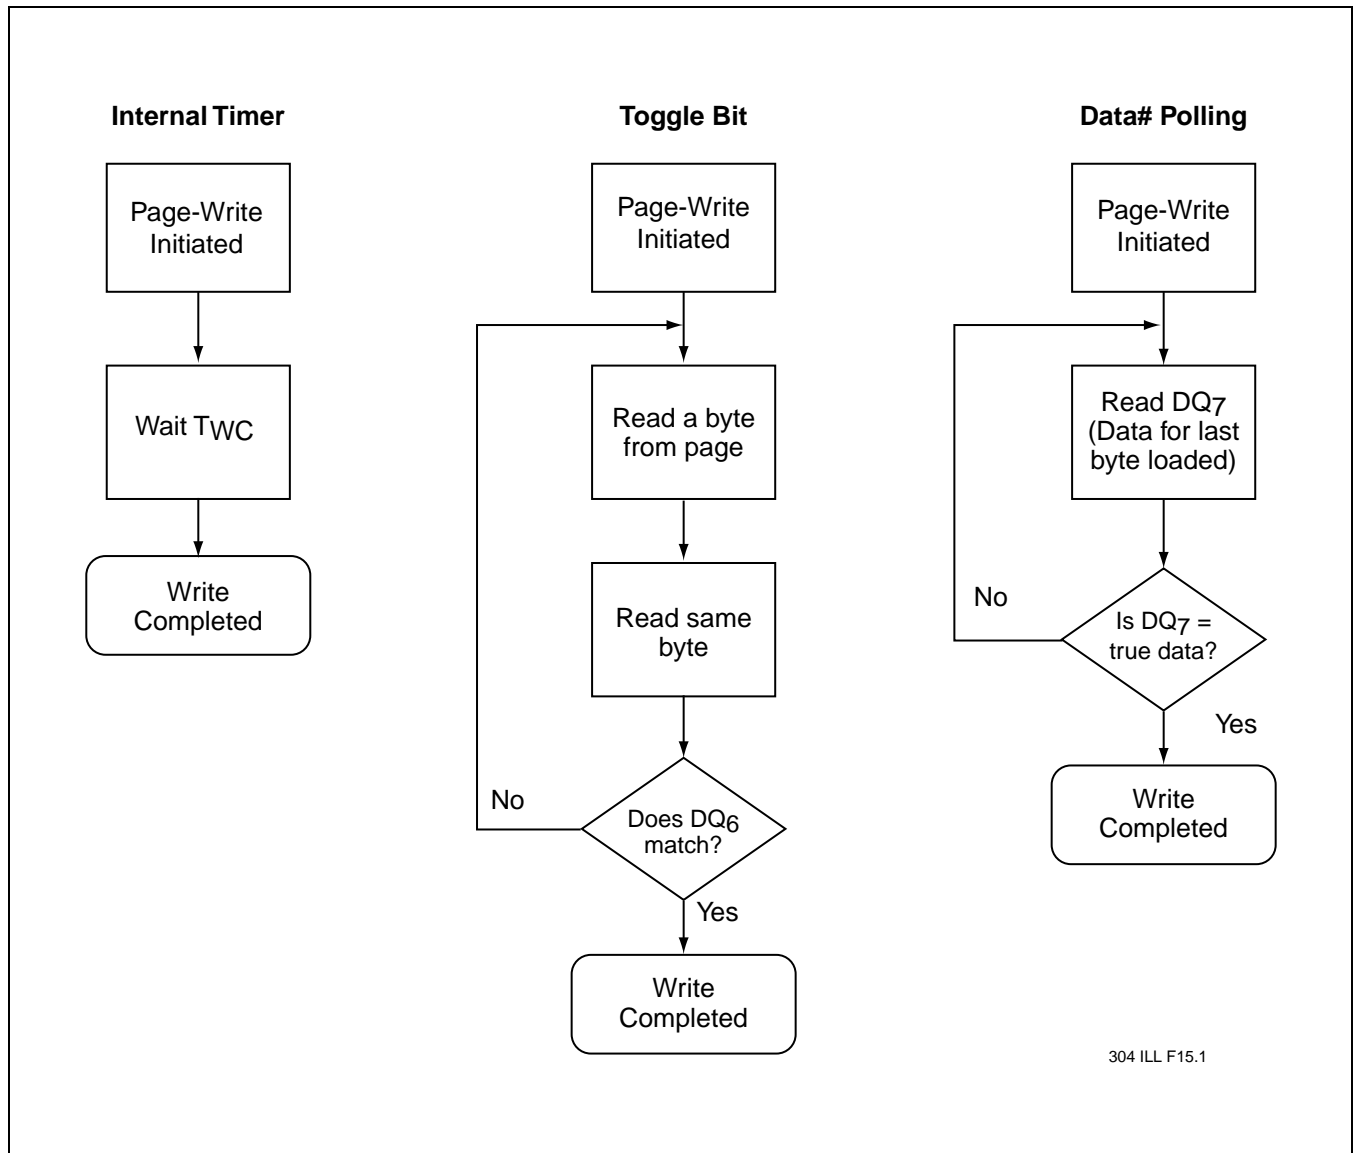 Internal Timer
Page-Write
Initiated
Wait TWC
Write
Completed
Toggle Bit
Page-Write
Initiated
Read a byte
from page
Read same
byte
No
Does DQ6
match?
Yes
Write
Completed
Data# Polling
Page-Write
Initiated
Read DQ7
(Data for last
byte loaded)
No
Is DQ7 =
true data?
Yes
Write
Completed
304 ILL F15.1